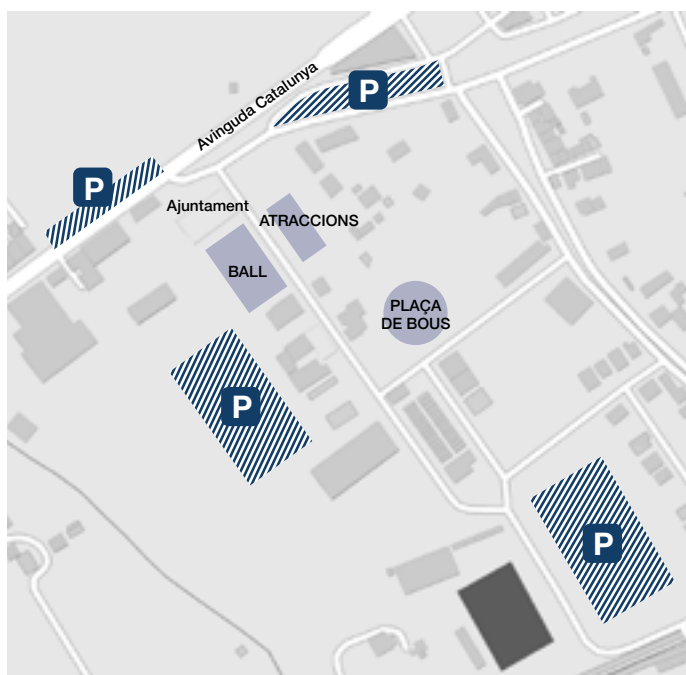 P
Avinguda Catalunya
P
Ajuntament
ATRACCIONS
BALL
PLAÇA
DE BOUS
P
P